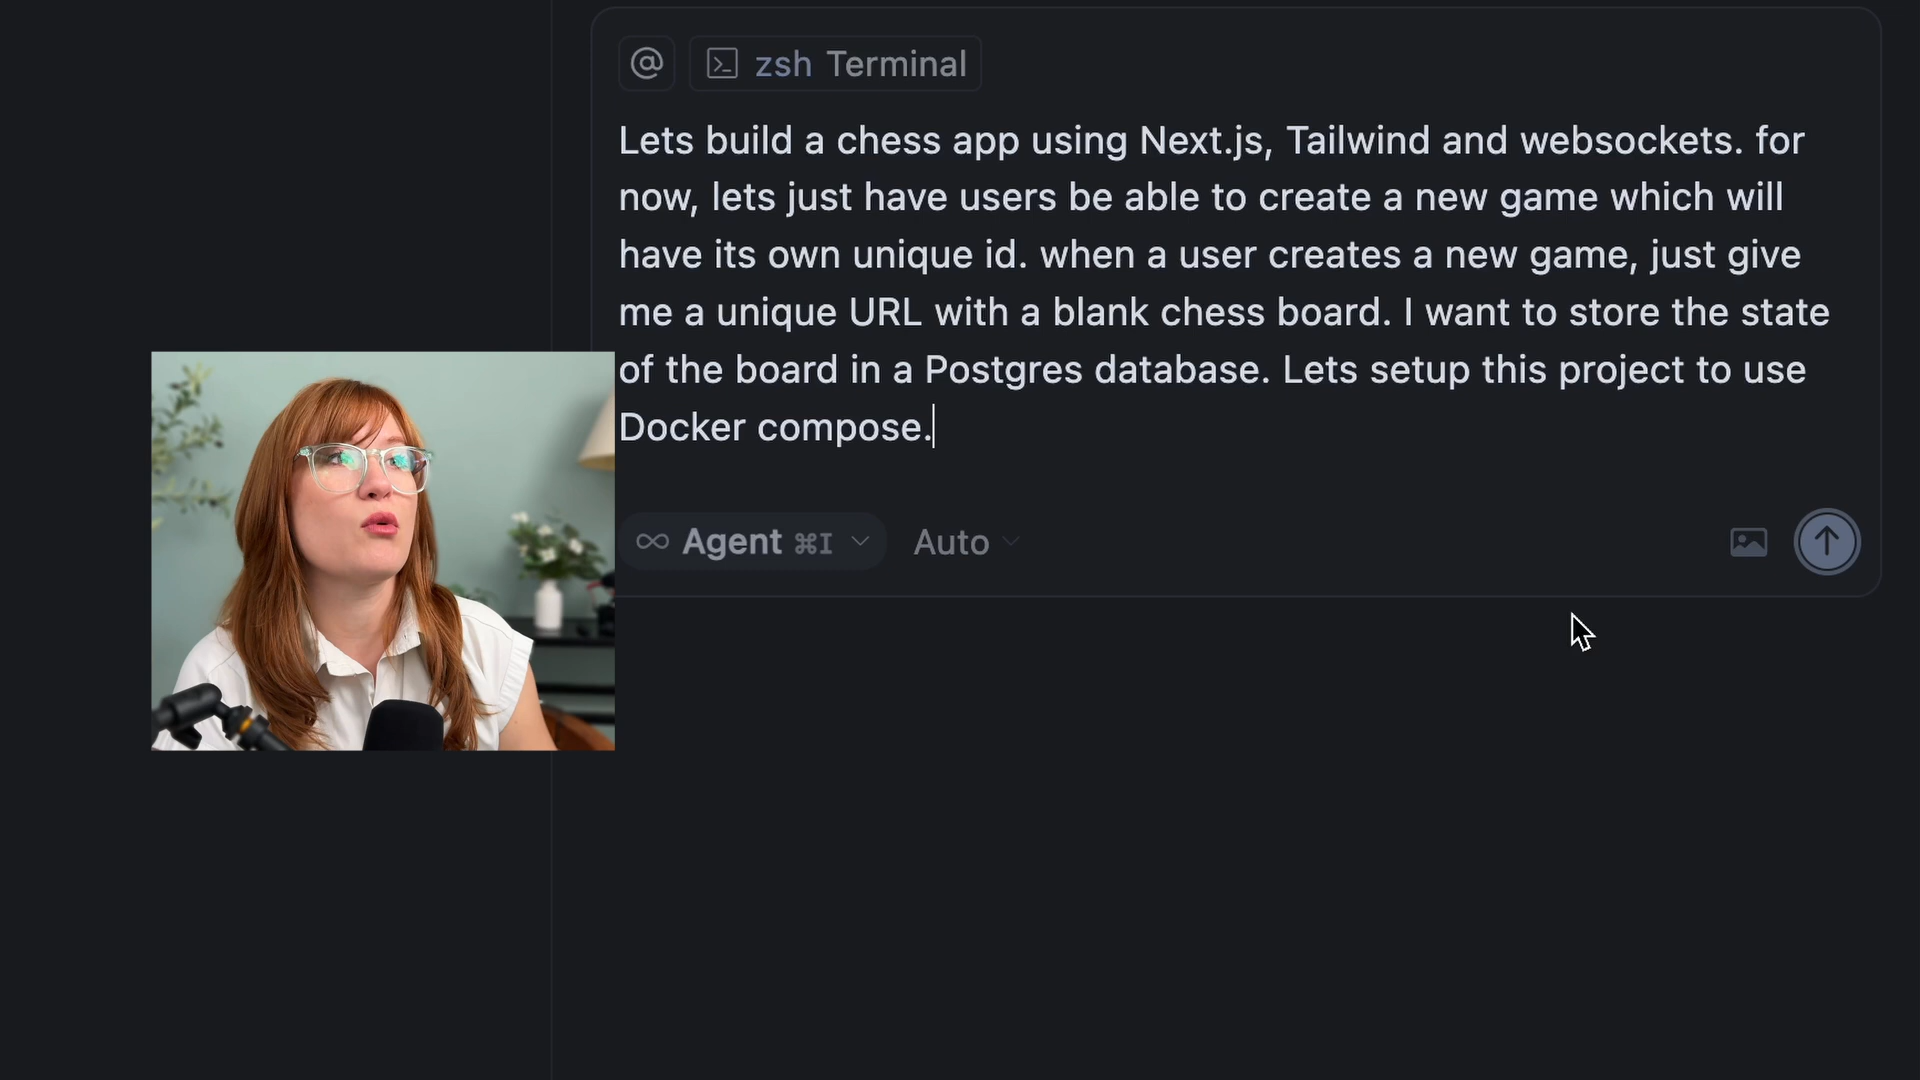 @ zsh Terminal
Lets build a chess app using Next.js, Tailwind and websockets. for
now, lets just have users be able to create a new game which will
have its own unique id. when a user creates a new game, just give
me a unique URL with a blank chess board. I want to store the state
of the board in a Postgres database. Lets setup this project to use
Docker compose.
Agent ⌘I Auto